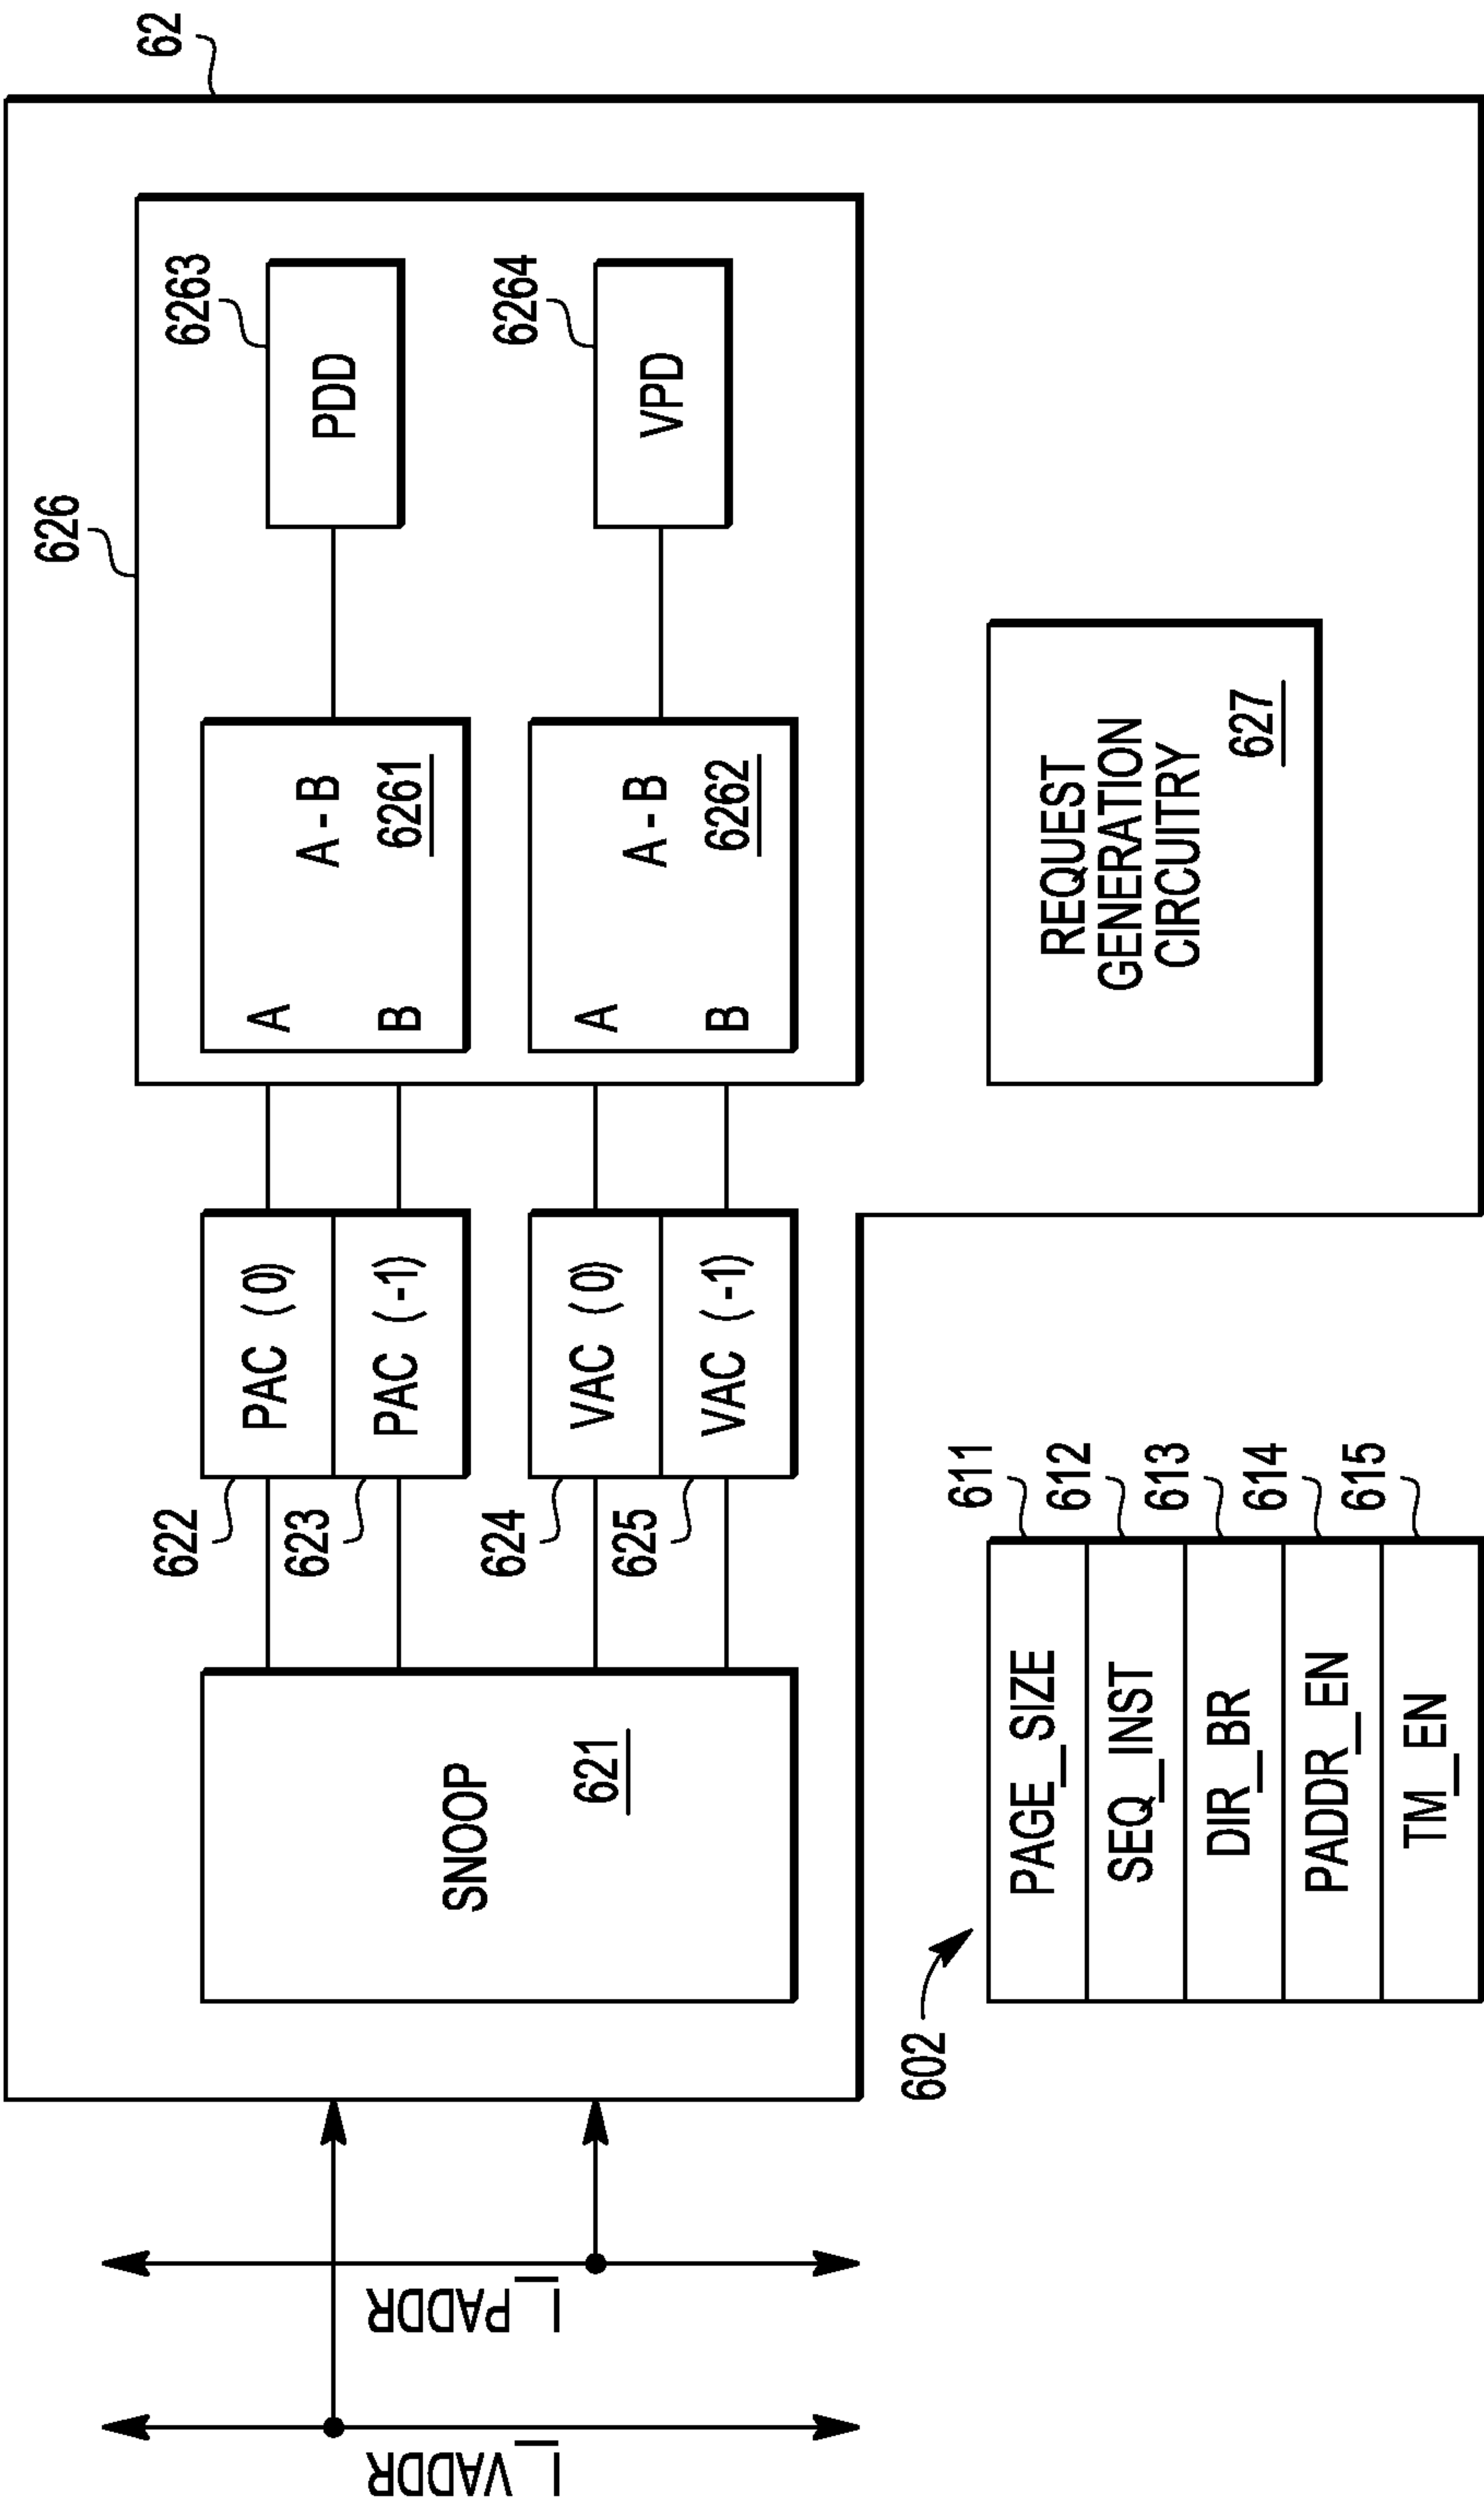 62
626
6263
PDD
6264
VPD
A
A-B
B
6261
A
A-B
B
6262
REQUEST
GENERATION
CIRCUITRY
627
622
PAC (0)
623
PAC (-1)
624
VAC (0)
625
VAC (-1)
SNOOP
621
I_VADDR
I_PADDR
602
PAGE_SIZE
611
SEQ_INST
612
DIR_BR
613
PADDR_EN
614
TM_EN
615